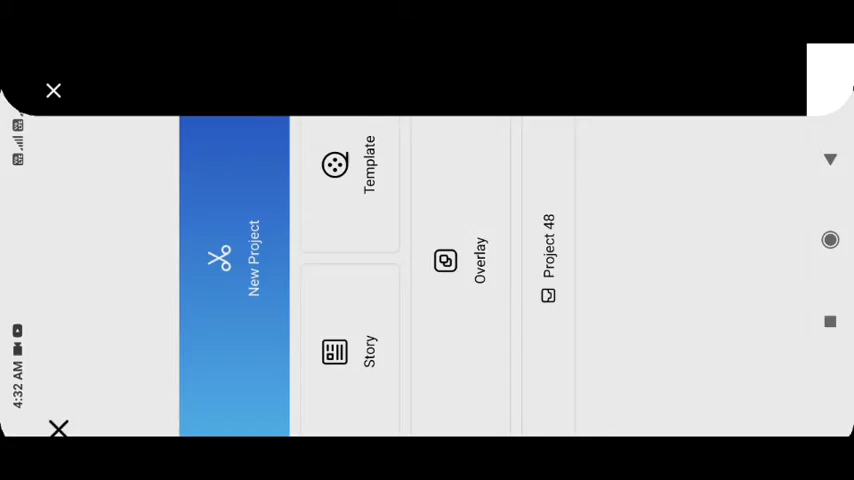 4:32 AM
New Project
Story
Template
Overlay
Project 48